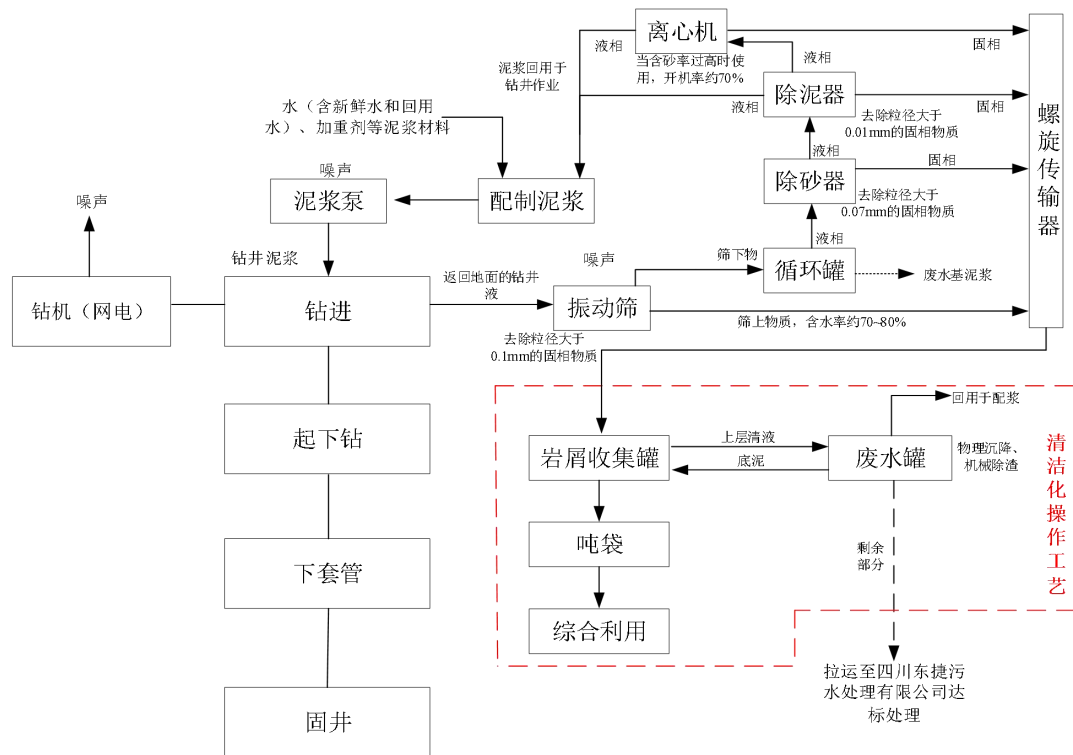 离心机
液相
固相
液相
当含砂率过高时使
用，开机率约70%
泥浆回用于
钻井作业
除泥器
液相
固相
去除粒径大于
0.01mm的固相物质
水（含新鲜水和回用
水）、加重剂等泥浆材料
液相
固相
除砂器
去除粒径大于
0.07mm的固相物质
螺旋传输器
噪声
泥浆泵
配制泥浆
噪声
液相
钻井泥浆
返回地面的钻井
液
噪声
筛下物
循环罐
废水基泥浆
钻机（网电）
钻进
振动筛
筛上物质，含水率约70~80%
去除粒径大于
0.1mm的固相物质
回用于配浆
起下钻
岩屑收集罐
上层清液
底泥
废水罐
物理沉降、
机械除渣
清洁化操作工艺
吨袋
剩余
部分
下套管
综合利用
拉运至四川东捷污
水处理有限公司达
标处理
固井